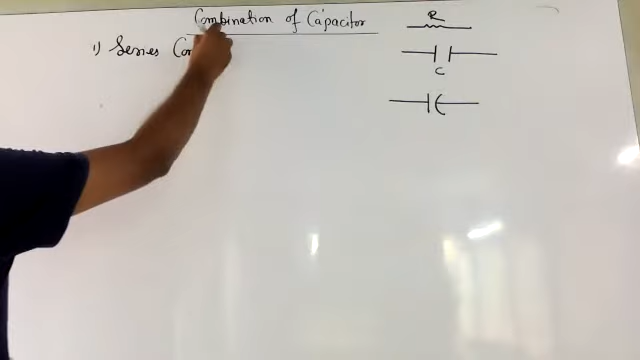 Combination of Capacitor
1) Series Co
R
C